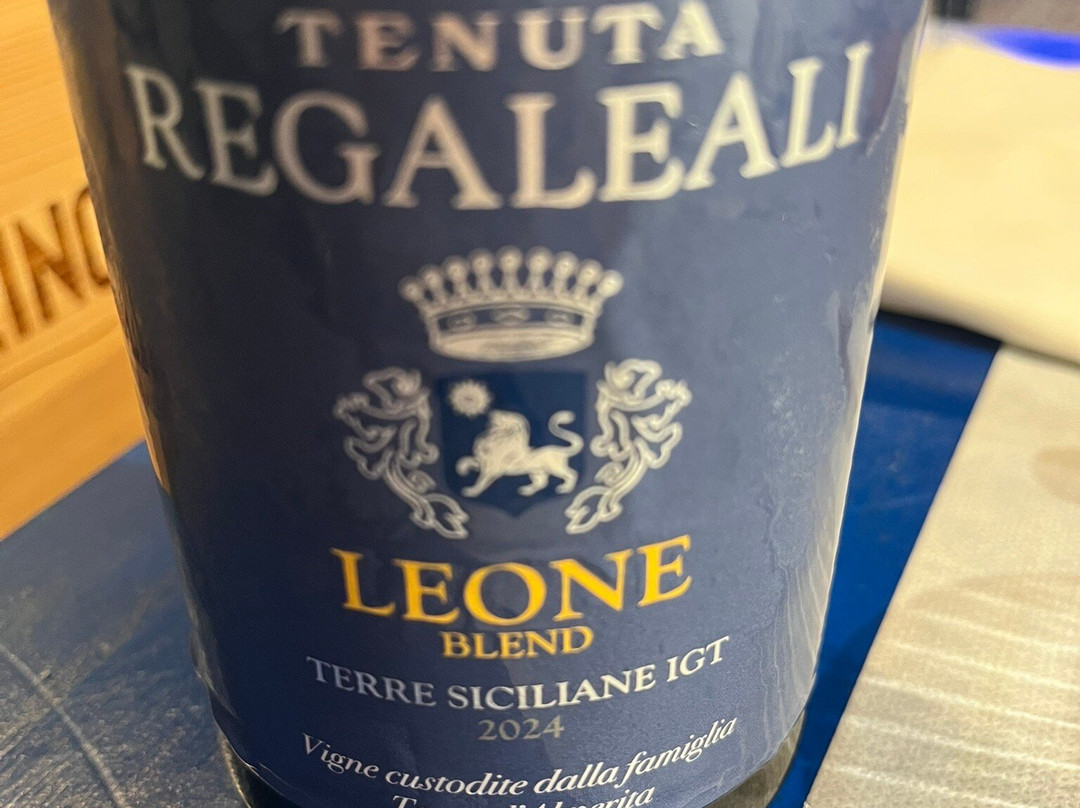 TENUTA
REGALEALI
LEONE
BLEND
TERRE SICILIANE IGT
2024
Vigne custodite dalla famiglia